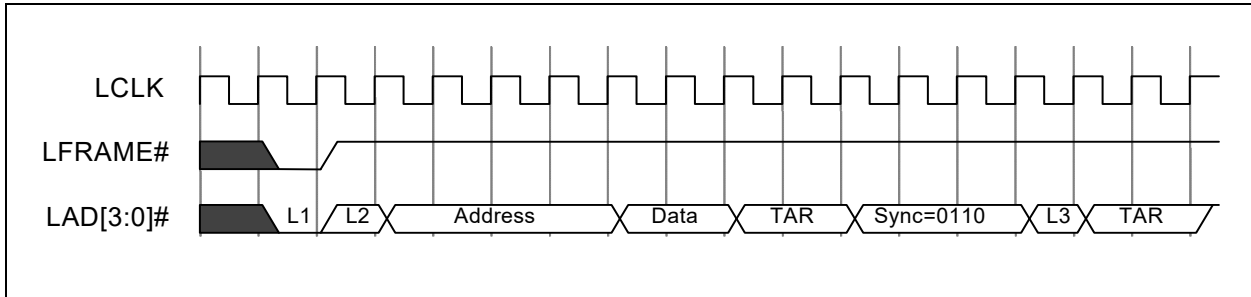 LCLK
LFRAME#
LAD[3:0]# L1 L2 Address Data TAR Sync=0110 L3 TAR